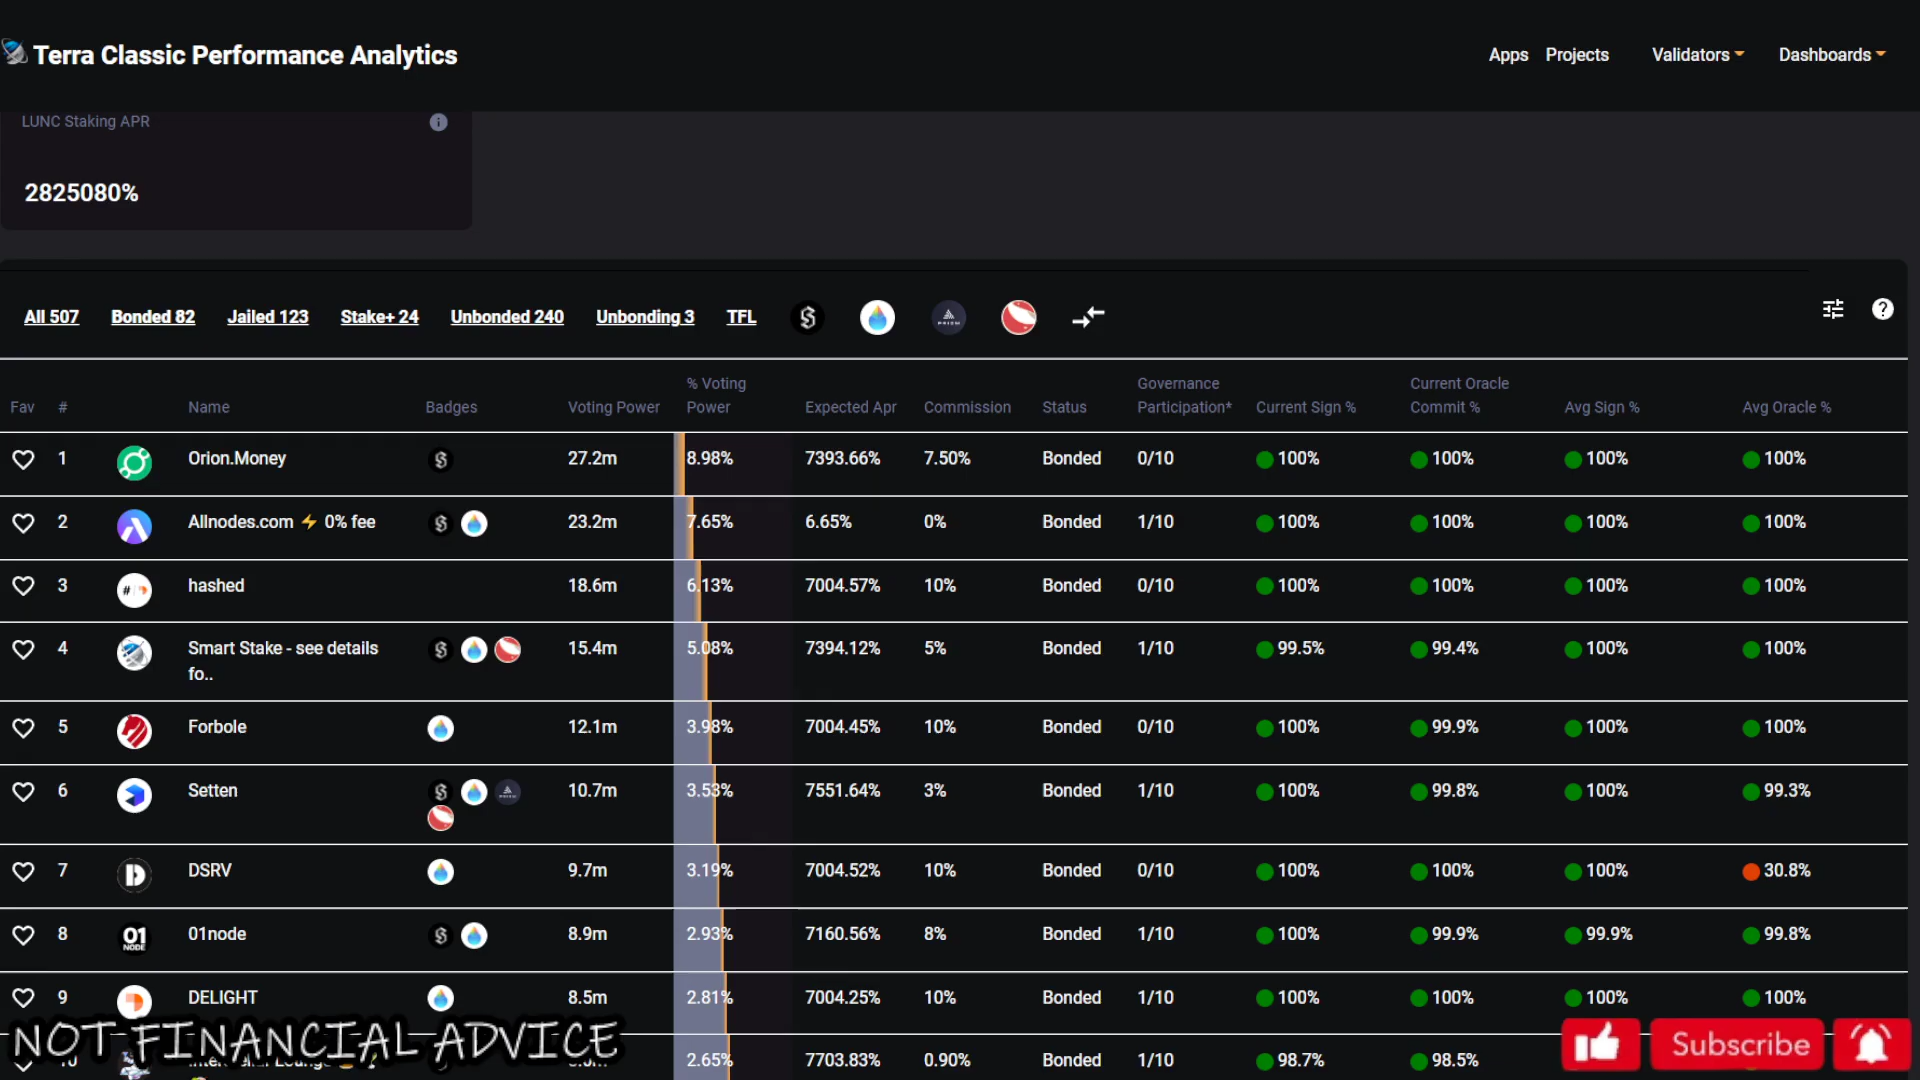 Terra Classic Performance Analytics
Apps Projects Validators Dashboards
LUNC Staking APR
2825080%
All 507 Bonded 82 Jailed 123 Stake+ 24 Unbonded 240 Unbonding 3 TFL
Fav # Name Badges Voting Power % Voting Power Expected Apr Commission Status Governance Participation* Current Sign % Current Oracle Commit % Avg Sign % Avg Oracle %
1 Orion.Money 27.2m 8.98% 7393.66% 7.50% Bonded 0/10 100% 100% 100% 100%
2 Allnodes.com ⚡ 0% fee 23.2m 7.65% 6.65% 0% Bonded 1/10 100% 100% 100% 100%
3 hashed 18.6m 6.13% 7004.57% 10% Bonded 0/10 100% 100% 100% 100%
4 Smart Stake - see details fo.. 15.4m 5.08% 7394.12% 5% Bonded 1/10 99.5% 99.4% 100% 100%
5 Forbole 12.1m 3.98% 7004.45% 10% Bonded 0/10 100% 99.9% 100% 100%
6 Setten 10.7m 3.53% 7551.64% 3% Bonded 1/10 100% 99.8% 100% 99.3%
7 DSRV 9.7m 3.19% 7004.52% 10% Bonded 0/10 100% 100% 100% 30.8%
8 01node 8.9m 2.93% 7160.56% 8% Bonded 1/10 100% 99.9% 99.9% 99.8%
9 DELIGHT 8.5m 2.81% 7004.25% 10% Bonded 1/10 100% 100% 100% 100%
2.65% 7703.83% 0.90% Bonded 1/10 98.7% 98.5%
NOT FINANCIAL ADVICE
Subscribe